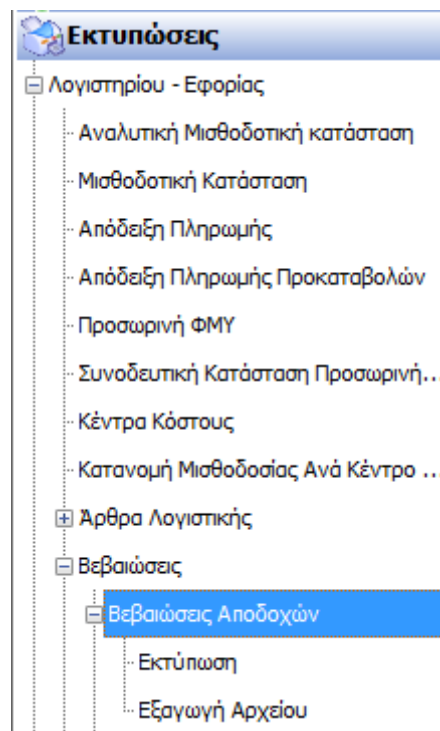 Εκτυπώσεις
Λογιστηρίου - Εφορίας
Αναλυτική Μισθοδοτική κατάσταση
Μισθοδοτική Κατάσταση
Απόδειξη Πληρωμής
Απόδειξη Πληρωμής Προκαταβολών
Προσωρινή ΦΜΥ
Συνοδευτική Κατάσταση Προσωρινή...
Κέντρα Κόστους
Κατανομή Μισθοδοσίας Ανά Κέντρο ...
Άρθρα Λογιστικής
Βεβαιώσεις
Βεβαιώσεις Αποδοχών
Εκτύπωση
Εξαγωγή Αρχείου